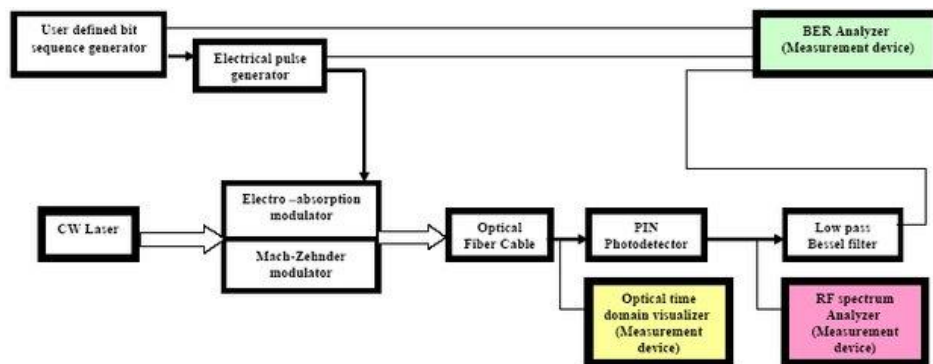 User defined bit
sequence generator
Electrical pulse
generator
BER Analyzer
(Measurement device)
CW Laser
Electro –absorption
modulator
Mach-Zehnder
modulator
Optical
Fiber Cable
PIN
Photodetector
Low pass
Bessel filter
Optical time
domain visualizer
(Measurement
device)
RF spectrum
Analyzer
(Measurement
device)